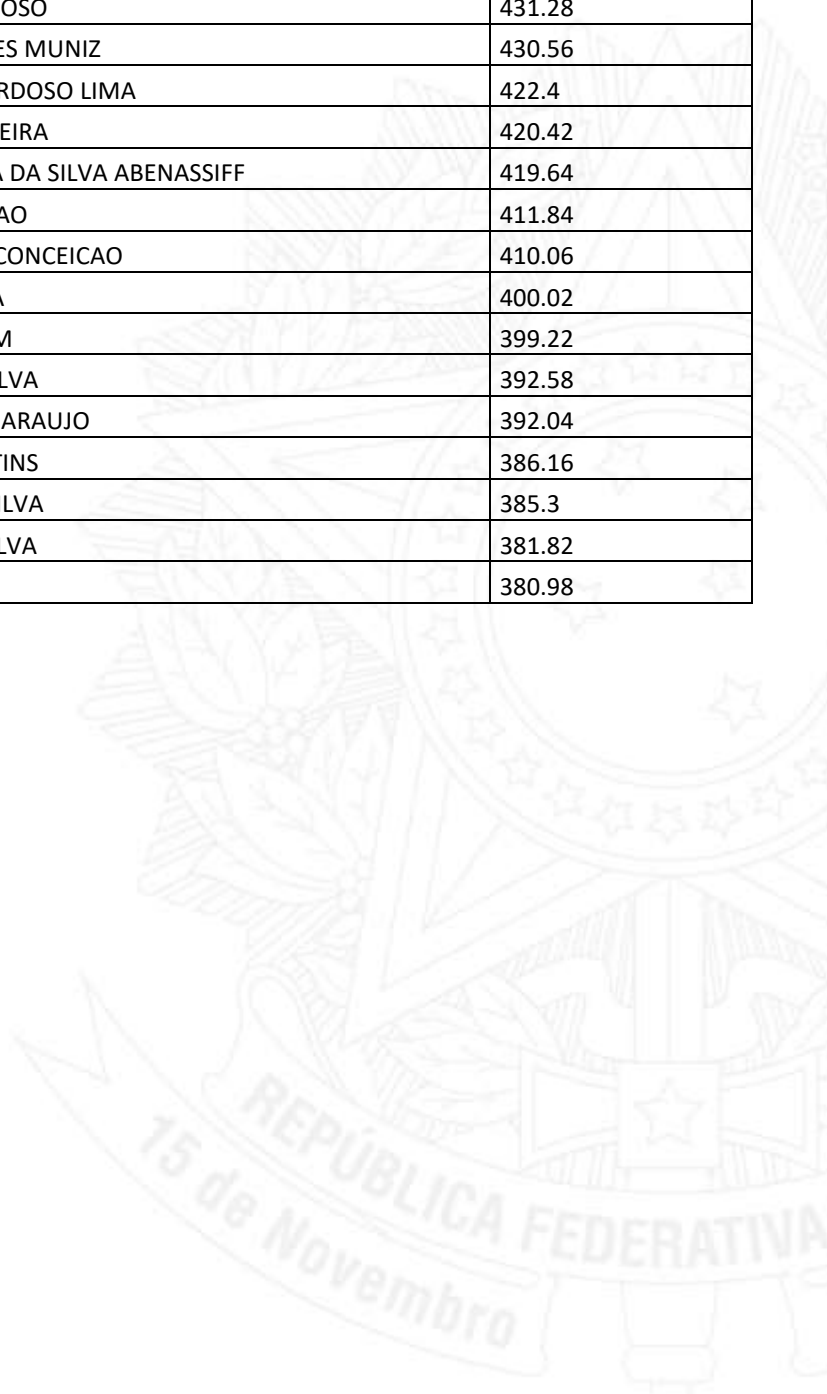 OSO 431.28
ES MUNIZ 430.56
RDOSO LIMA 422.4
EIRA 420.42
A DA SILVA ABENASSIFF 419.64
AO 411.84
CONCEICAO 410.06
A 400.02
M 399.22
LVA 392.58
ARAUJO 392.04
TINS 386.16
ILVA 385.3
LVA 381.82
380.98
REPÚBLICA FEDERATIVA
15 de Novembro